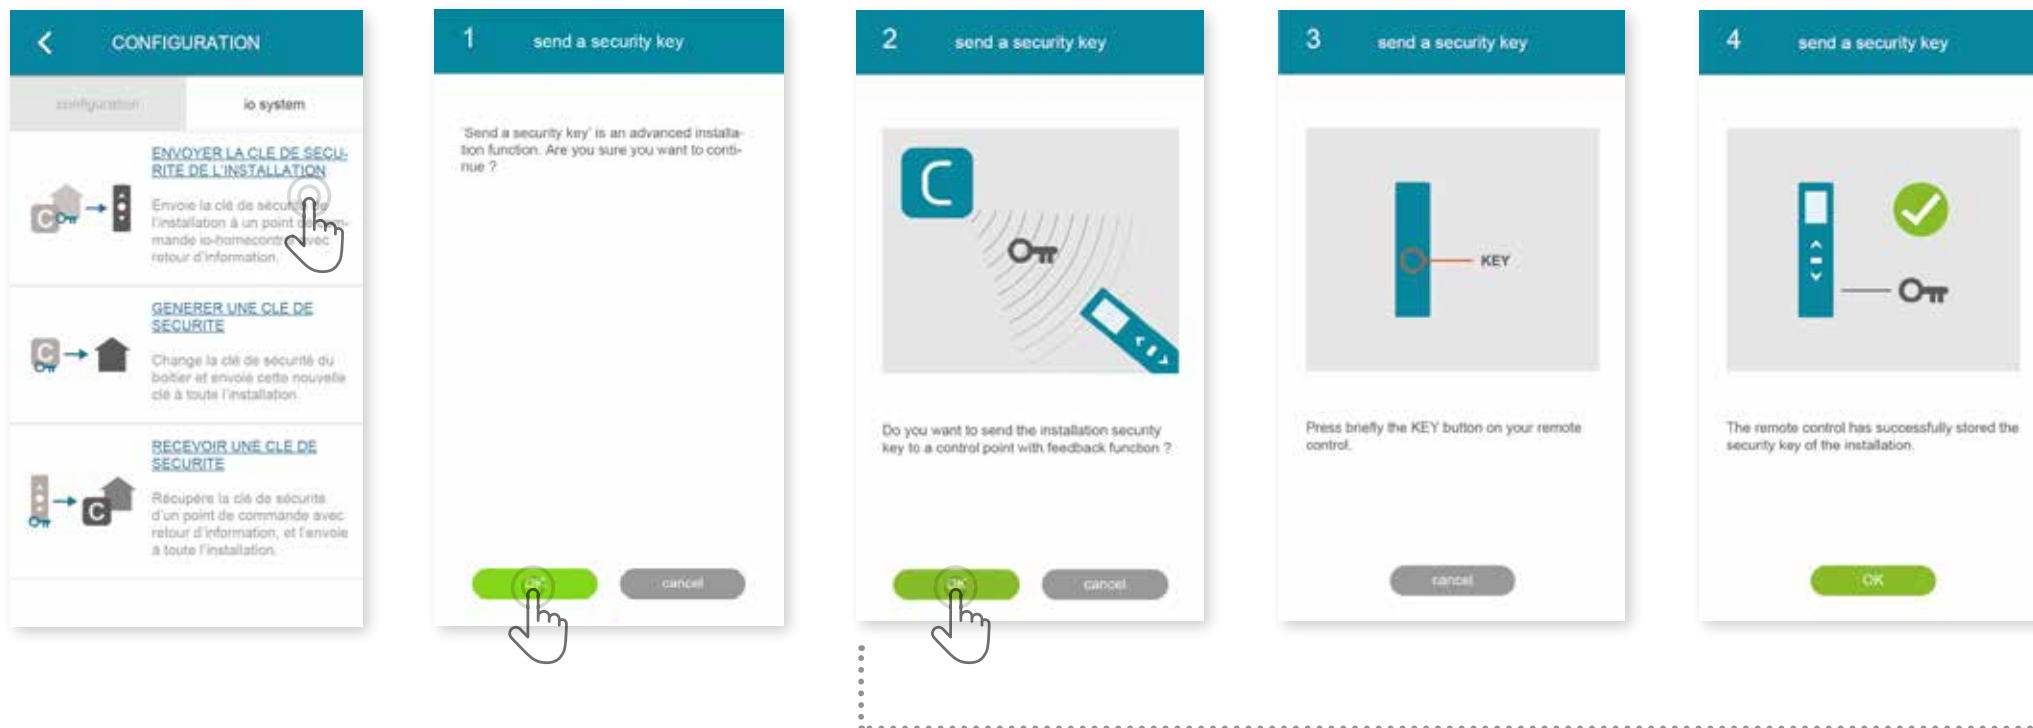 CONFIGURATION
configuration
io system
ENVOYER LA CLE DE SECU-
RITE DE L'INSTALLATION
Envoie la clé de sécurité de
l'installation à un point de com-
mande io-homecontrol avec
retour d'information.
C
GENERER UNE CLE DE
SECURITE
Change la clé de sécurité du
boîtier et envoie cette nouvelle
clé à toute l'installation.
C
RECEVOIR UNE CLE DE
SECURITE
Récupère la clé de sécurité
d'un point de commande avec
retour d'information, et l'envoie
à toute l'installation.
C
1
send a security key
'Send a security key' is an advanced installa-
tion function. Are you sure you want to conti-
nue ?
OK
cancel
2
send a security key
C
Do you want to send the installation security
key to a control point with feedback function ?
OK
cancel
3
send a security key
KEY
Press briefly the KEY button on your remote
control.
cancel
4
send a security key
The remote control has successfully stored the
security key of the installation.
OK